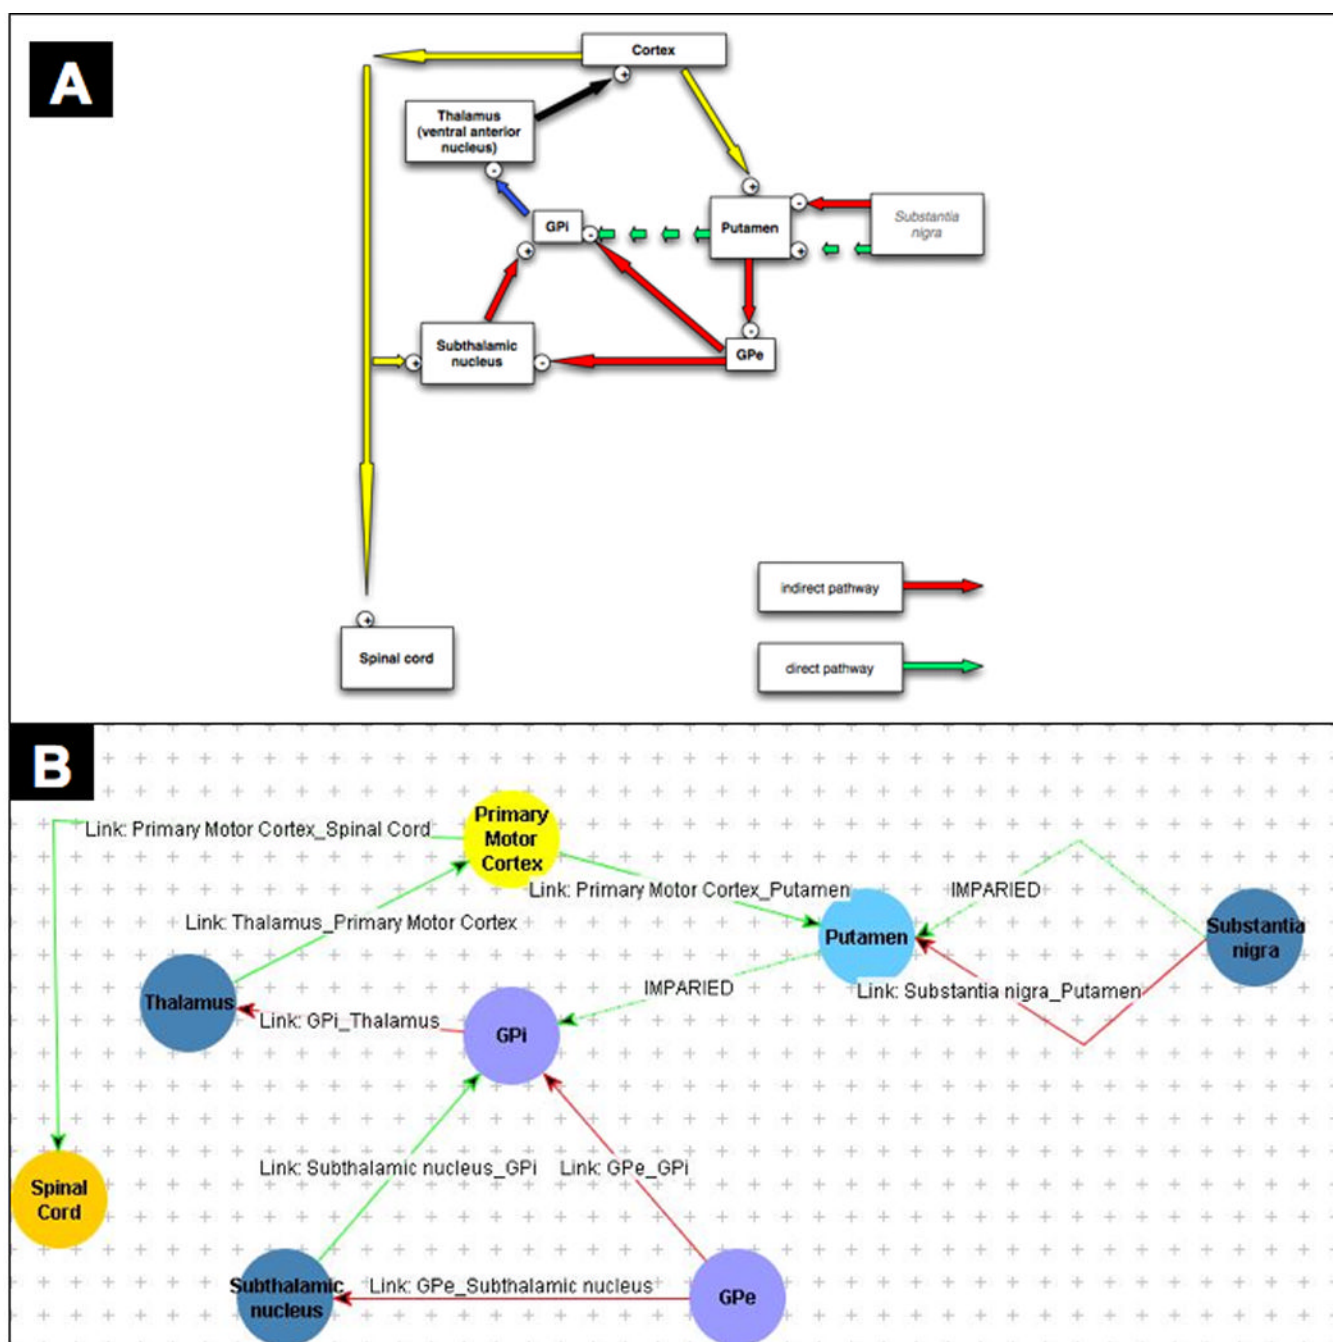 A
Cortex
+
Thalamus
(ventral anterior
nucleus)
-
+
GPi
-
Putamen
-
Substantia
nigra
+
+
Subthalamic
nucleus
+
-
-
GPe
indirect pathway
+
Spinal cord
direct pathway
B
Primary
Motor
Cortex
Link: Primary Motor Cortex_Spinal Cord
Link: Primary Motor Cortex_Putamen
IMPARIED
Link: Thalamus_Primary Motor Cortex
Putamen
Substantia
nigra
Thalamus
IMPARIED
Link: Substantia nigra_Putamen
Link: GPi_Thalamus
GPi
Link: Subthalamic nucleus_GPi
Link: GPe_GPi
Spinal
Cord
Subthalamic
nucleus
Link: GPe_Subthalamic nucleus
GPe